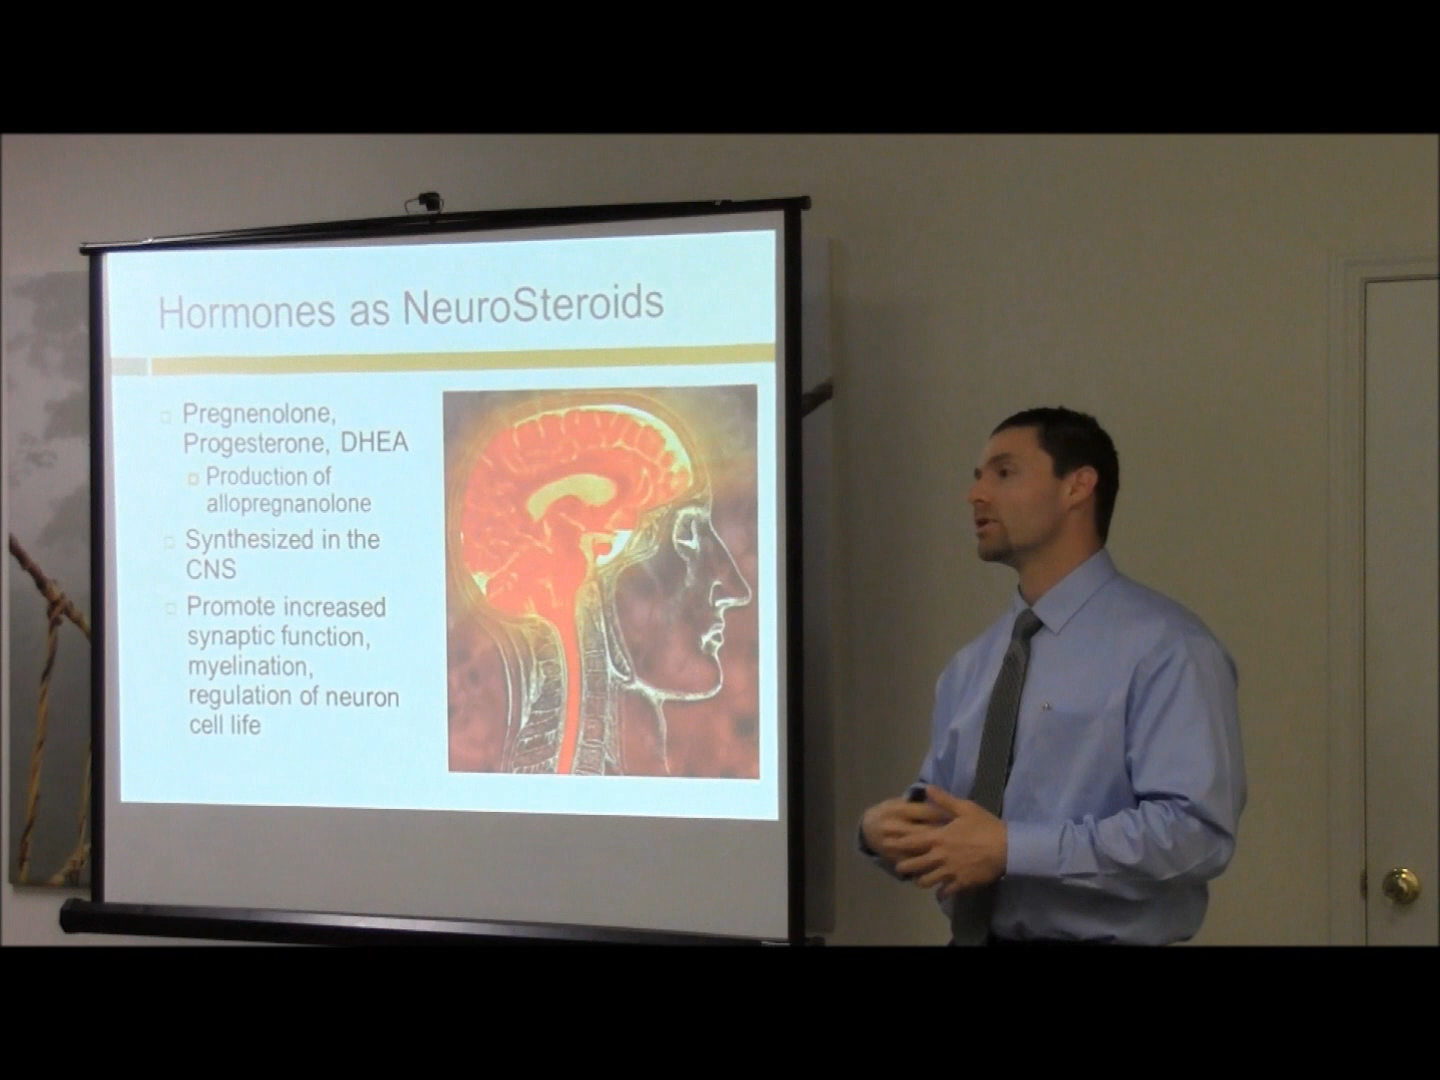 Hormones as NeuroSteroids
Pregnenolone,
Progesterone, DHEA
Production of
allopregnanolone
Synthesized in the
CNS
Promote increased
synaptic function,
myelination,
regulation of neuron
cell life